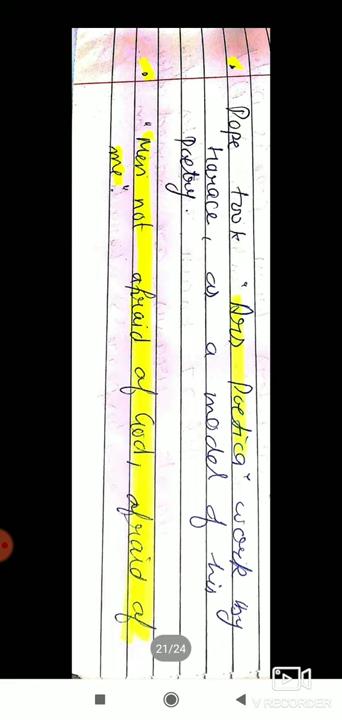 • Pope took "Ars Poetica" work by
Horace, as a model of his
Poetry.
• "Men not afraid of God, afraid of
me".
21/24
V RECORDER